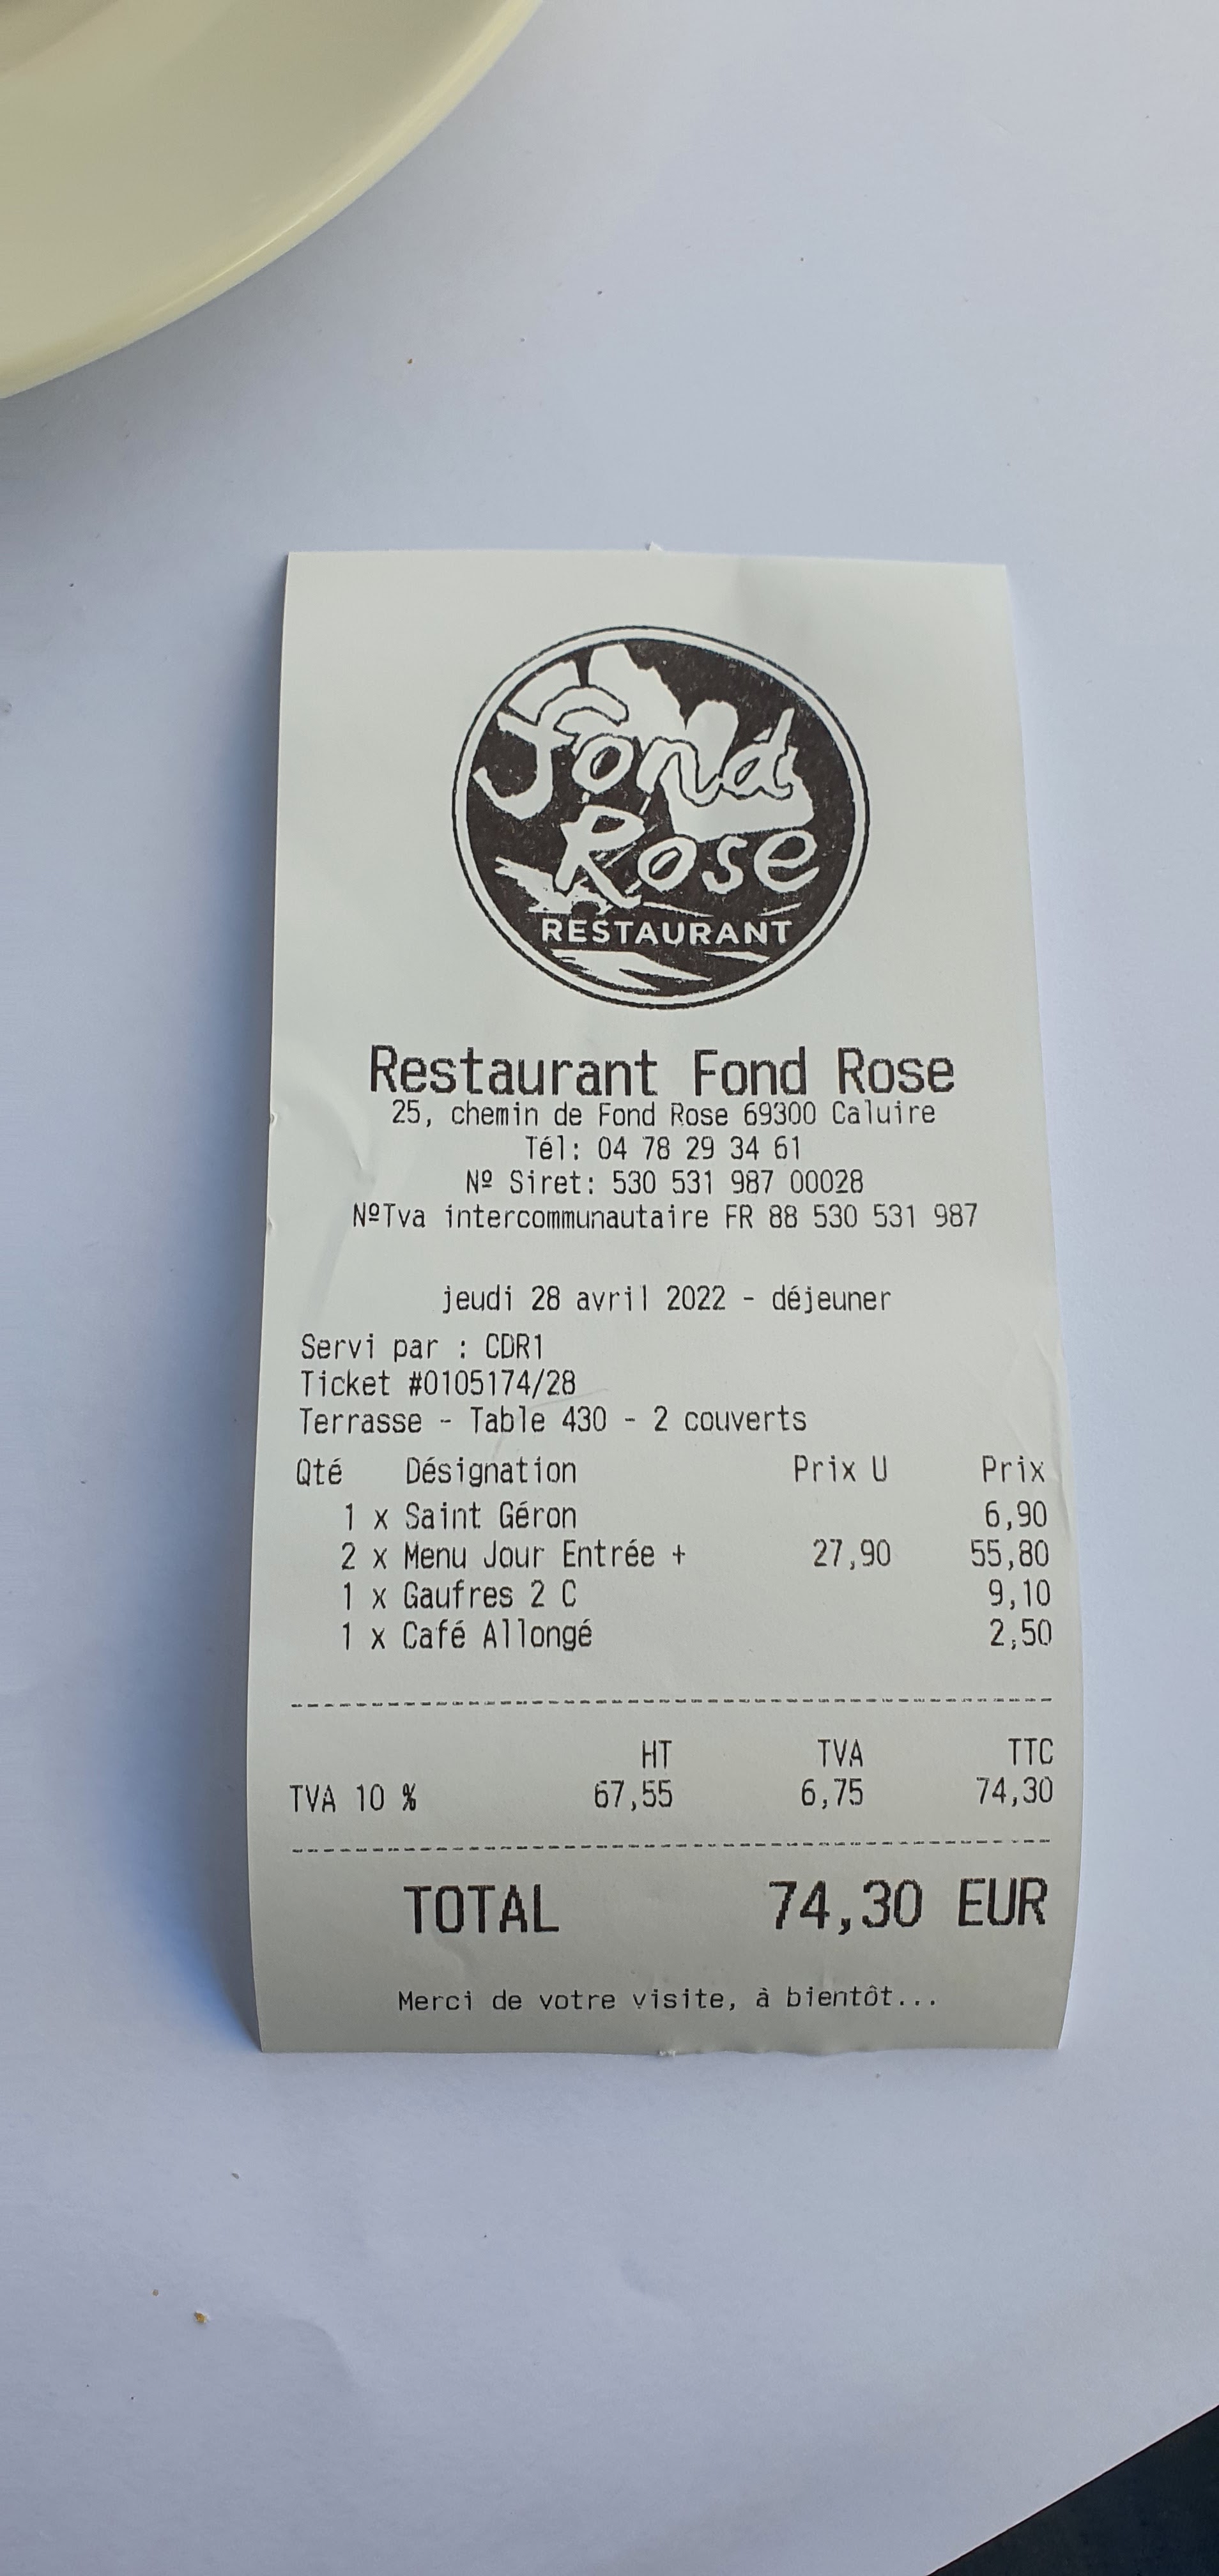 Fond
Rose
RESTAURANT
Restaurant Fond Rose
25, chemin de Fond Rose 69300 Caluire
Tél: 04 78 29 34 61
Nº Siret: 530 531 987 00028
NºTva intercommunautaire FR 88 530 531 987
jeudi 28 avril 2022 - déjeuner
Servi par : CDR1
Ticket #0105174/28
Terrasse - Table 430 - 2 couverts
Qté Désignation Prix U Prix
1 x Saint Géron 6,90
2 x Menu Jour Entrée + 27,90 55,80
1 x Gaufres 2 C 9,10
1 x Café Allongé 2,50
HT TVA TTC
TVA 10 % 67,55 6,75 74,30
TOTAL 74,30 EUR
Merci de votre visite, à bientôt...